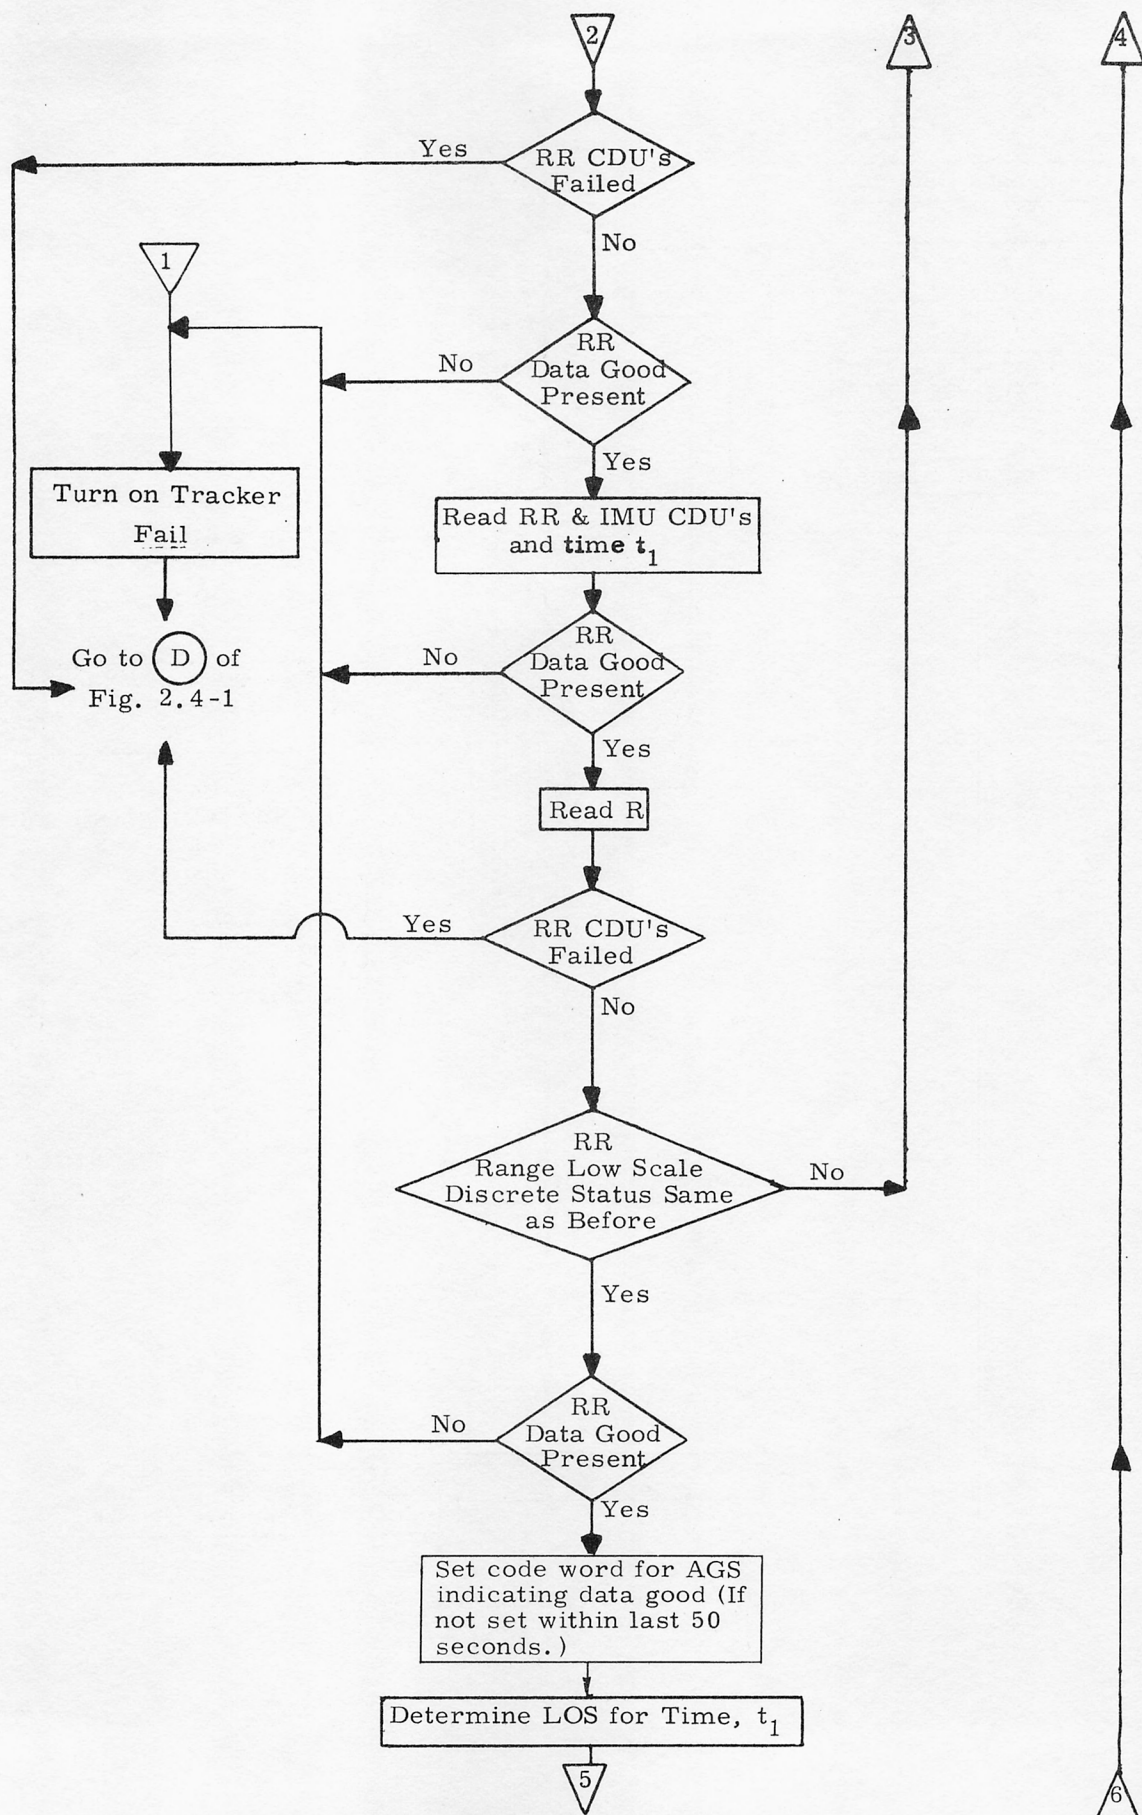 2
3
4
Yes
RR CDU's
Failed
No
1
RR
Data Good
Present
No
Yes
Turn on Tracker
Fail
Read RR & IMU CDU's
and time t1
Go to D of
Fig. 2.4-1
RR
Data Good
Present
No
Yes
Read R
Yes
RR CDU's
Failed
No
RR
Range Low Scale
Discrete Status Same
as Before
No
Yes
RR
Data Good
Present
No
Yes
Set code word for AGS
indicating data good (If
not set within last 50
seconds.)
Determine LOS for Time, t1
5
6